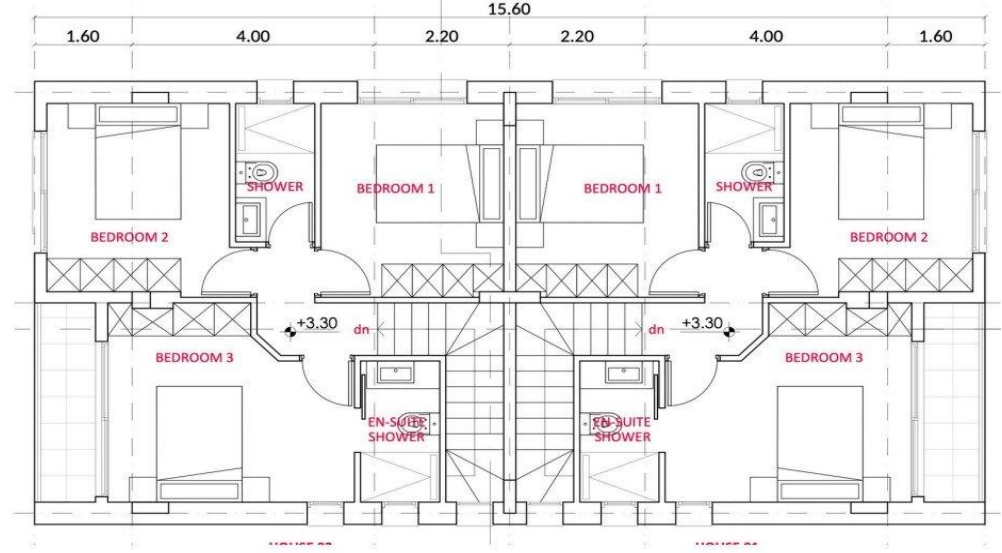 15.60
1.60 4.00 2.20 2.20 4.00 1.60
SHOWER BEDROOM 1 BEDROOM 1 SHOWER
BEDROOM 2 BEDROOM 2
+3.30 dn dn +3.30
BEDROOM 3 BEDROOM 3
EN-SUITE EN-SUITE
SHOWER SHOWER